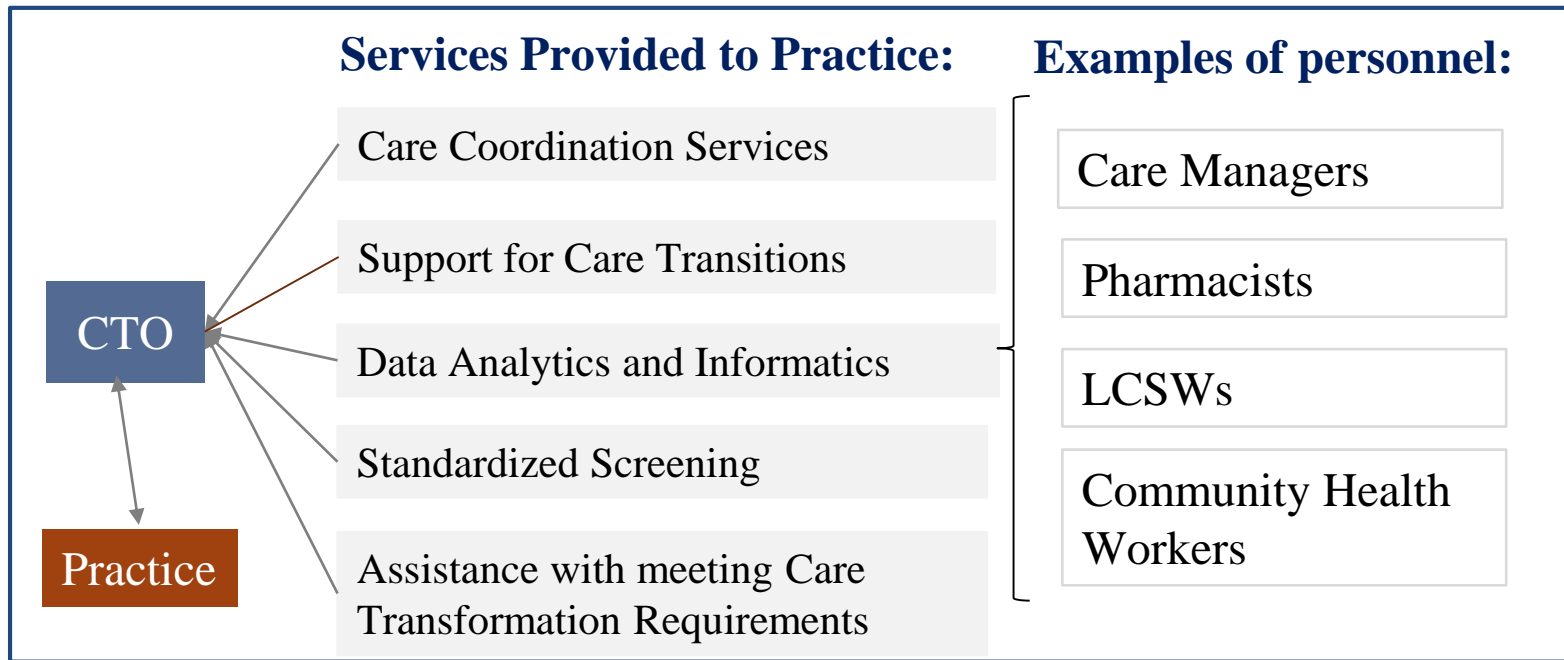 Services Provided to Practice:
Examples of personnel:
Care Coordination Services
Support for Care Transitions
Data Analytics and Informatics
Standardized Screening
Assistance with meeting Care
Transformation Requirements
Care Managers
Pharmacists
LCSWs
Community Health
Workers
CTO
Practice